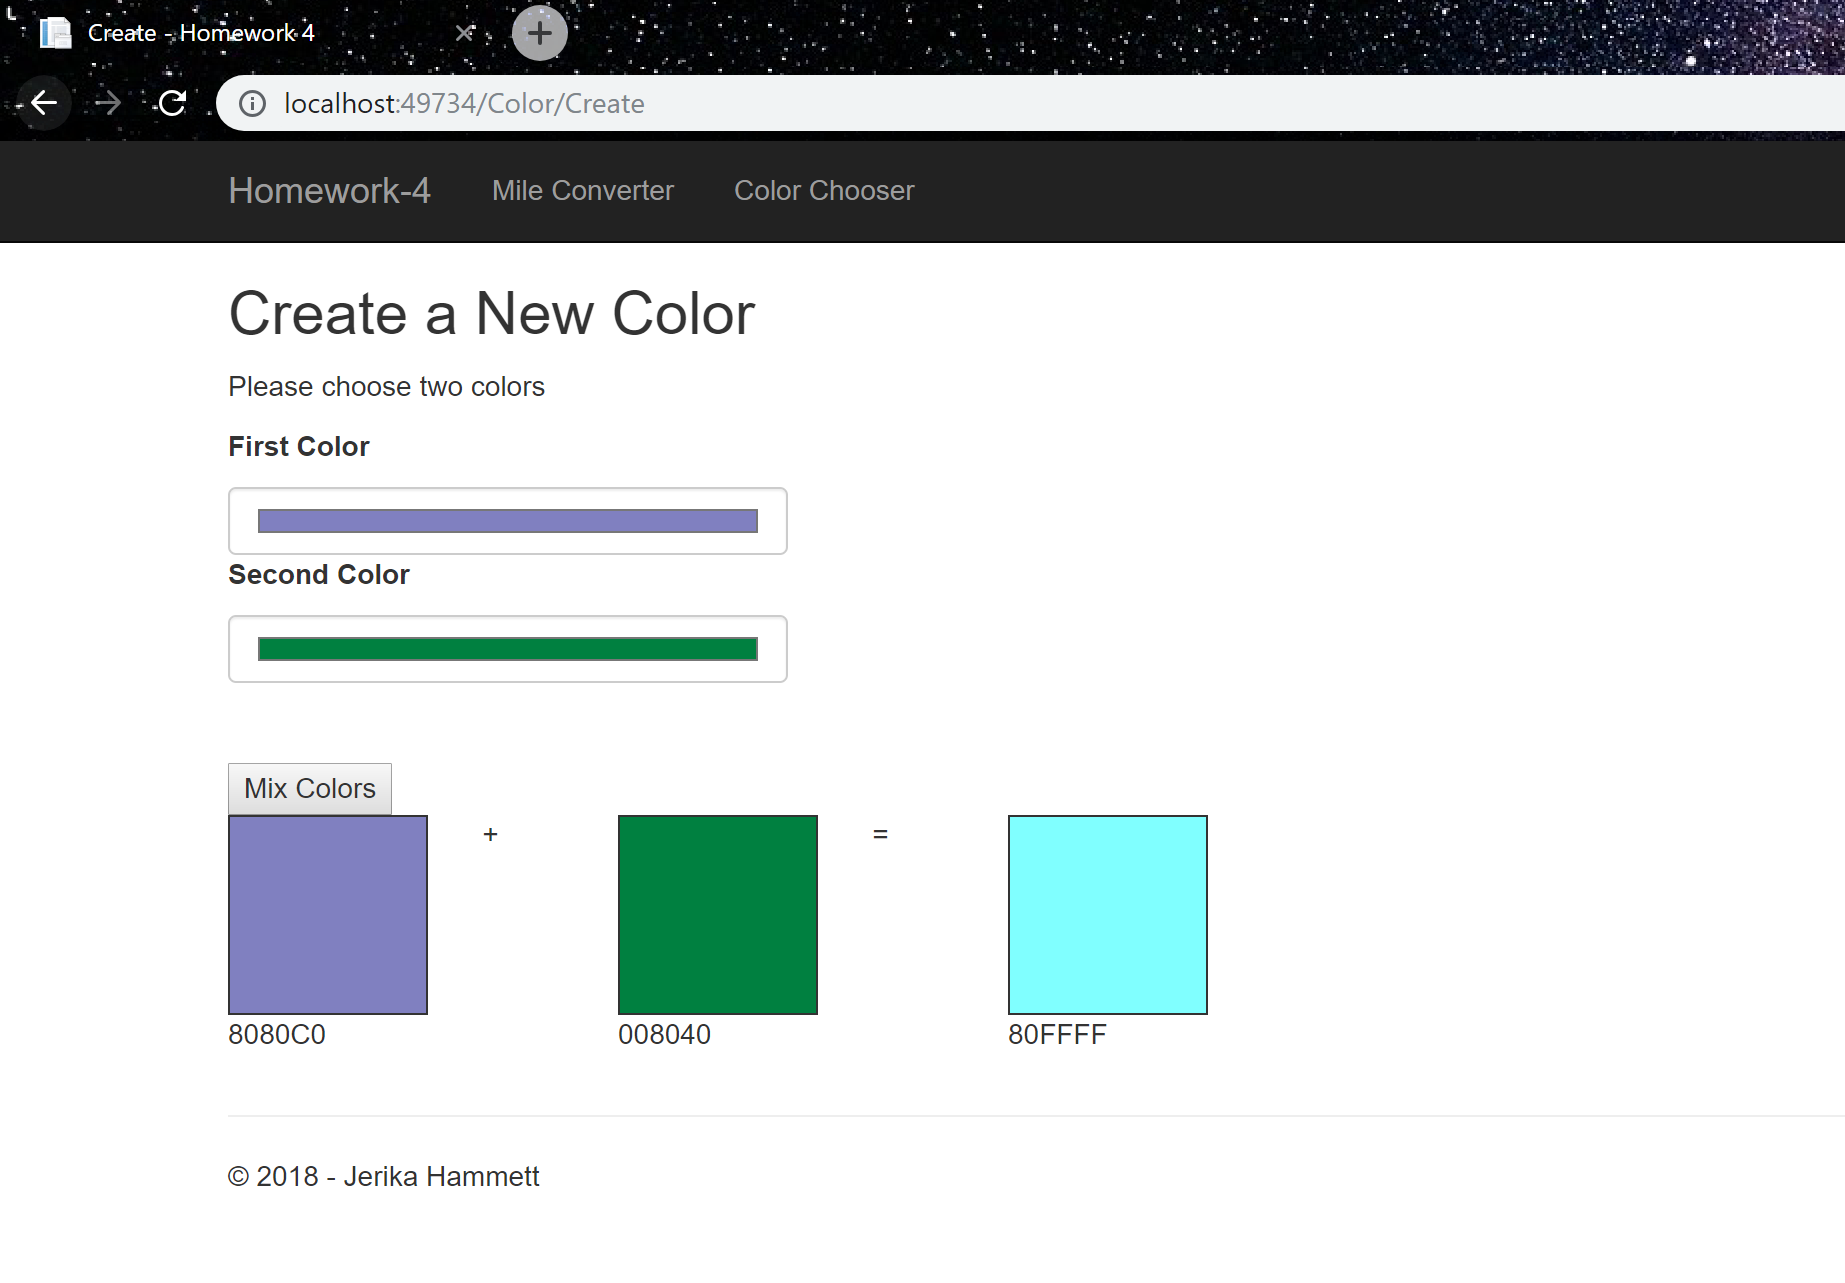 Create - Homework 4
localhost:49734/Color/Create
Homework-4 Mile Converter Color Chooser
Create a New Color
Please choose two colors
First Color
Second Color
Mix Colors
+ =
8080C0 008040 80FFFF
© 2018 - Jerika Hammett